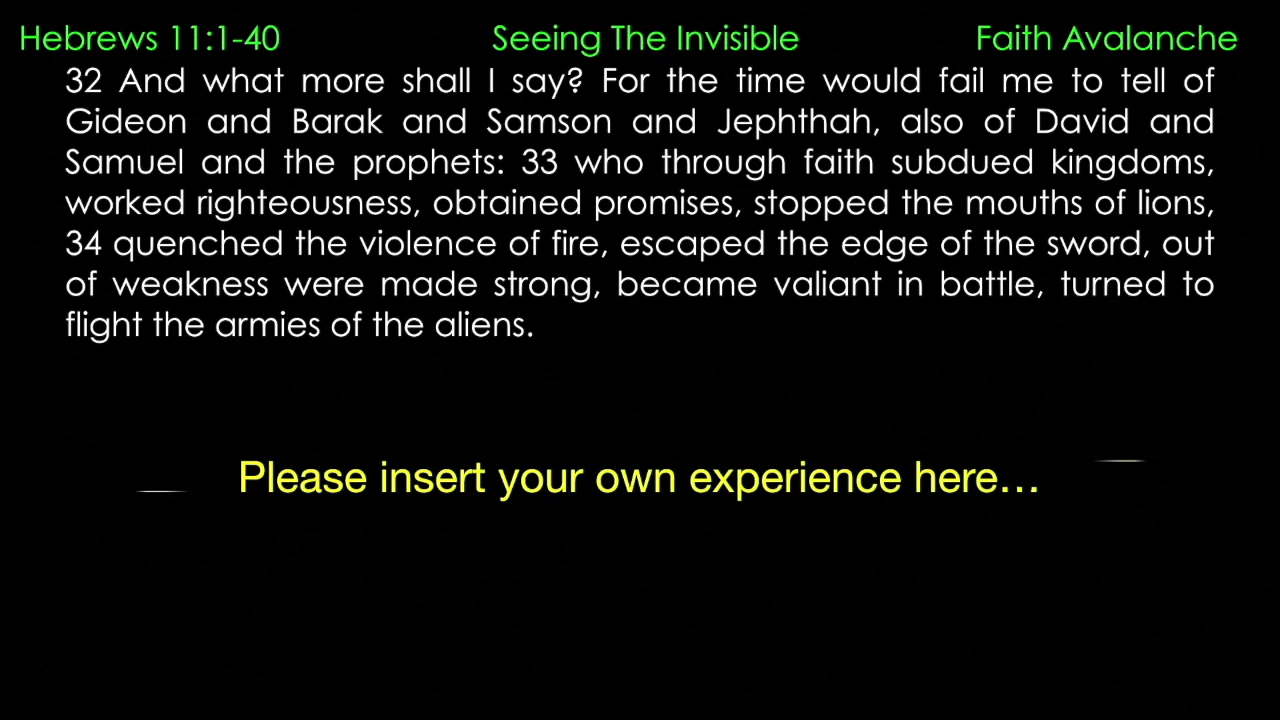 Hebrews 11:1-40 Seeing The Invisible Faith Avalanche
32 And what more shall I say? For the time would fail me to tell of
Gideon and Barak and Samson and Jephthah, also of David and
Samuel and the prophets: 33 who through faith subdued kingdoms,
worked righteousness, obtained promises, stopped the mouths of lions,
34 quenched the violence of fire, escaped the edge of the sword, out
of weakness were made strong, became valiant in battle, turned to
flight the armies of the aliens.
Please insert your own experience here…